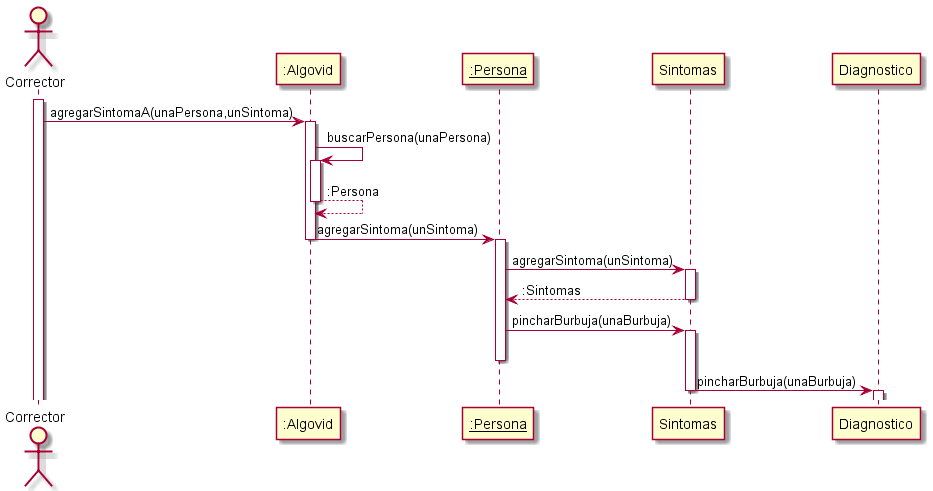 Corrector
:Algovid
:Persona
Sintomas
Diagnostico
agregarSintomaA(unaPersona,unSintoma)
buscarPersona(unaPersona)
:Persona
agregarSintoma(unSintoma)
agregarSintoma(unSintoma)
:Sintomas
pincharBurbuja(unaBurbuja)
pincharBurbuja(unaBurbuja)
Corrector
:Algovid
:Persona
Sintomas
Diagnostico